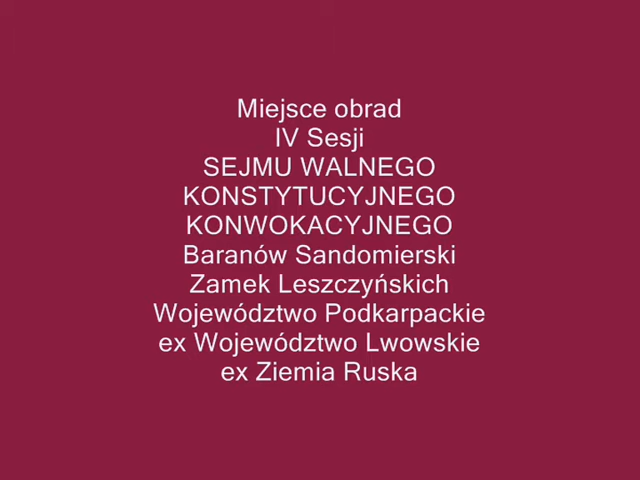 Miejsce obrad
IV Sesji
SEJMU WALNEGO
KONSTYTUCYJNEGO
KONWOKACYJNEGO
Baranów Sandomierski
Zamek Leszczyńskich
Województwo Podkarpackie
ex Województwo Lwowskie
ex Ziemia Ruska